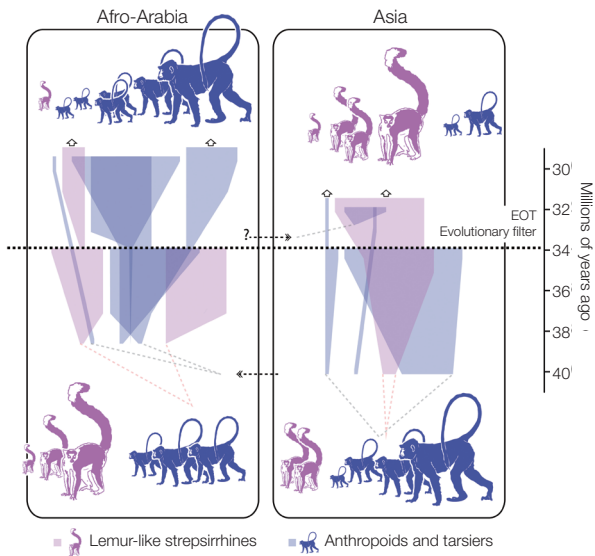 Afro-Arabia
Asia
30
32
34
36
38
40
Millions of years ago -
EOT
Evolutionary filter
?
Lemur-like strepsirrhines
Anthropoids and tarsiers